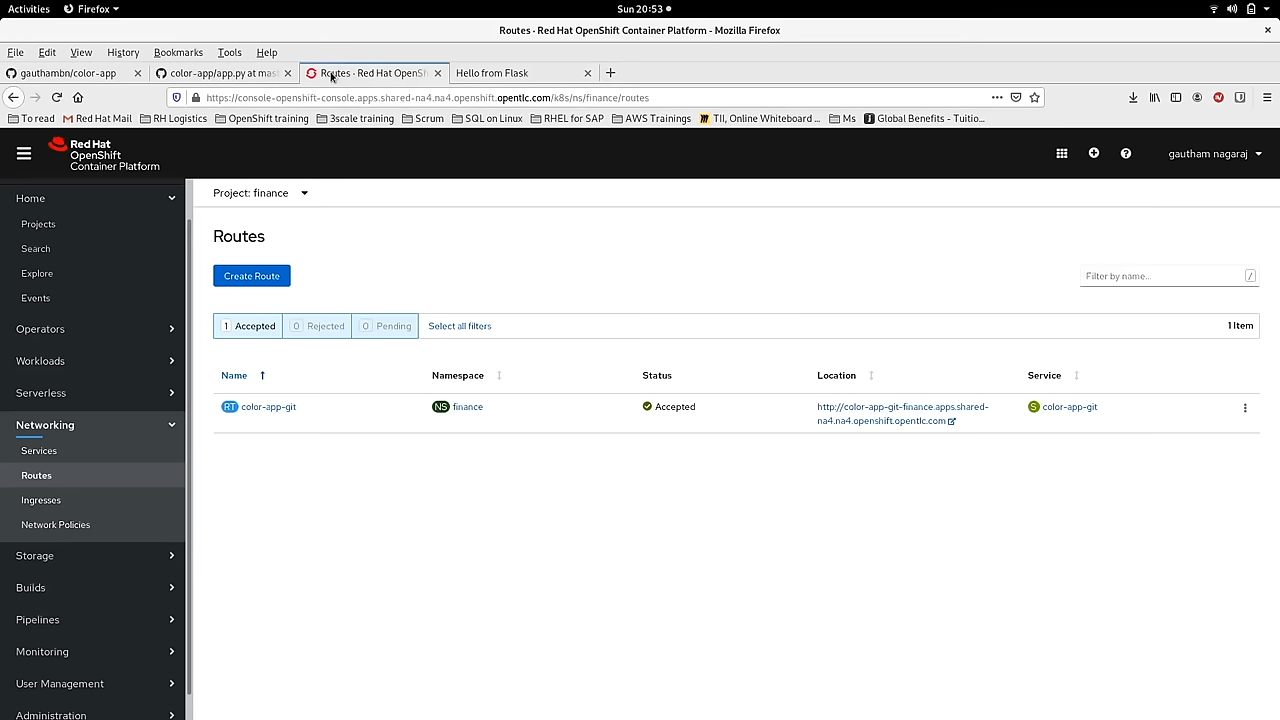 Activities Firefox Sun 20:53
Routes · Red Hat OpenShift Container Platform - Mozilla Firefox
File Edit View History Bookmarks Tools Help
gauthambn/color-app color-app/app.py at mas Routes · Red Hat OpenSh Hello from Flask
https://console-openshift-console.apps.shared-na4.na4.openshift.opentlc.com/k8s/ns/finance/routes
To read Red Hat Mail RH Logistics OpenShift training 3scale training Scrum SQL on Linux RHEL for SAP AWS Trainings TII, Online Whiteboard ... Ms Global Benefits - Tuitio...
Red Hat
OpenShift
Container Platform
gautham nagaraj
Project: finance
Home
Projects
Search
Explore
Events
Operators
Workloads
Serverless
Networking
Services
Routes
Ingresses
Network Policies
Storage
Builds
Pipelines
Monitoring
User Management
Administration
Routes
Create Route
Filter by name...
/
1 Accepted 0 Rejected 0 Pending Select all filters 1 Item
Name Namespace Status Location Service
RT color-app-git NS finance Accepted http://color-app-git-finance.apps.shared- S color-app-git
na4.na4.openshift.opentlc.com